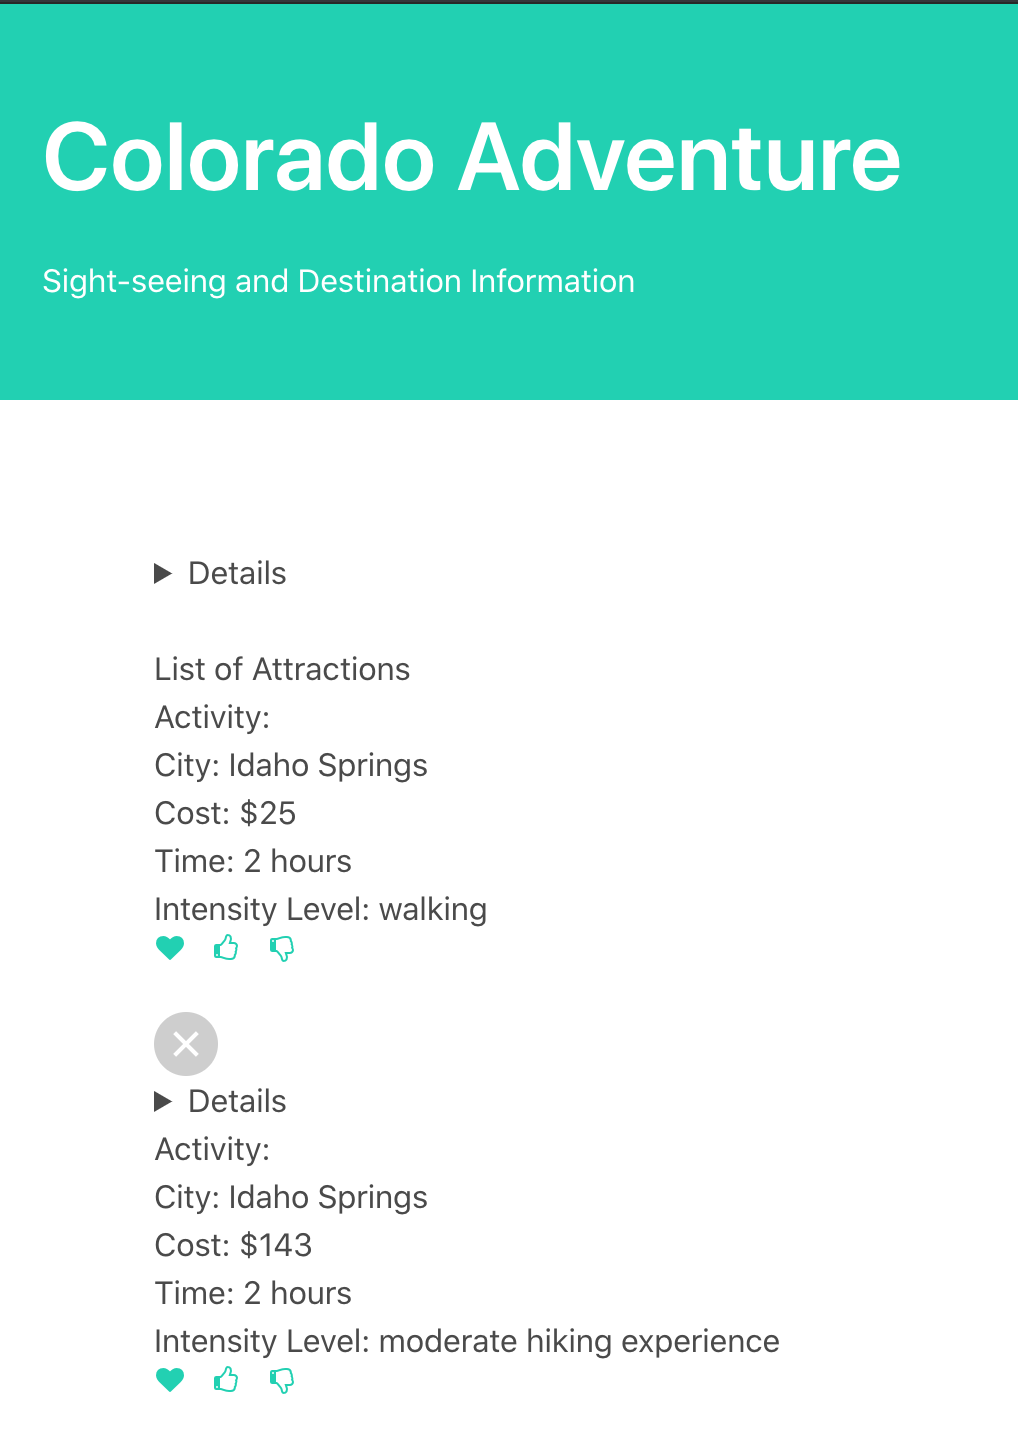 Colorado Adventure
Sight-seeing and Destination Information
Details
List of Attractions
Activity:
City: Idaho Springs
Cost: $25
Time: 2 hours
Intensity Level: walking
Details
Activity:
City: Idaho Springs
Cost: $143
Time: 2 hours
Intensity Level: moderate hiking experience